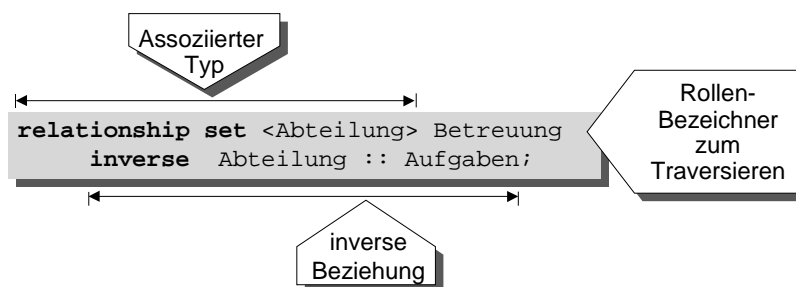 Assoziierter
Typ
relationship set <Abteilung> Betreuung
inverse Abteilung :: Aufgaben;
Rollen-
Bezeichner
zum
Traversieren
inverse
Beziehung